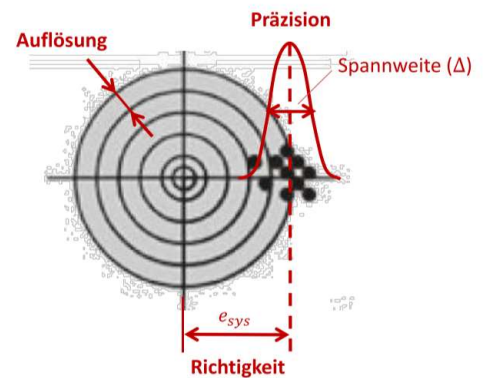 Präzision
Auflösung
Spannweite (Δ)
e_sys
Richtigkeit